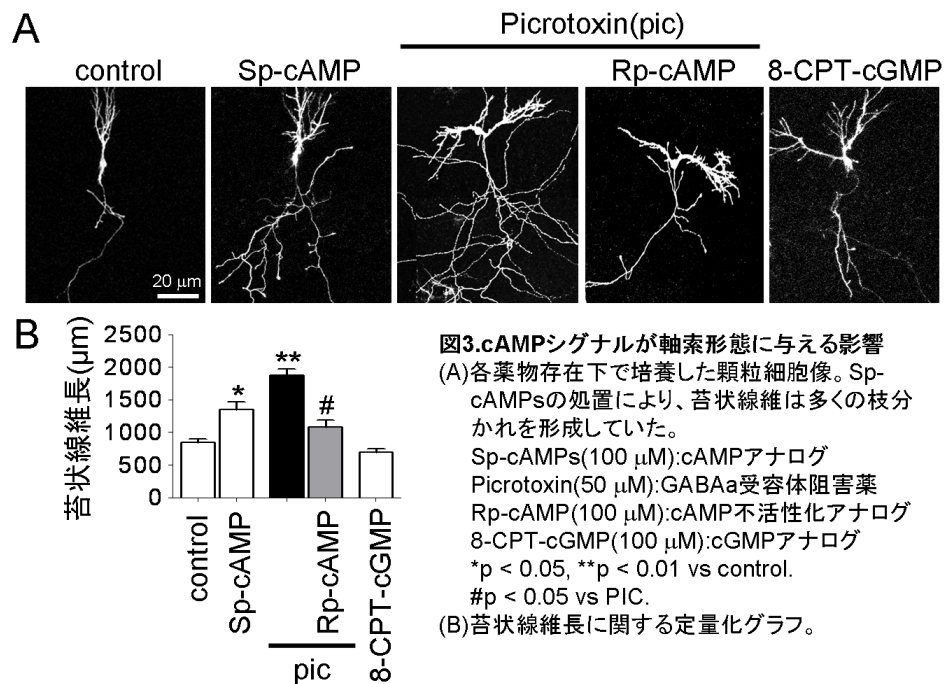 A
Picrotoxin(pic)
control
Sp-cAMP
Rp-cAMP
8-CPT-cGMP
20 μm
B
苔状線維長(μm)
2500
2000
1500
1000
500
0
*
**
#
control
Sp-cAMP
Rp-cAMP
pic
8-CPT-cGMP
図3.cAMPシグナルが軸索形態に与える影響
(A)各薬物存在下で培養した顆粒細胞像。Sp-
cAMPsの処置により、苔状線維は多くの枝分
かれを形成していた。
Sp-cAMPs(100 μM):cAMPアナログ
Picrotoxin(50 μM):GABAa受容体阻害薬
Rp-cAMP(100 μM):cAMP不活性化アナログ
8-CPT-cGMP(100 μM):cGMPアナログ
*p < 0.05, **p < 0.01 vs control.
#p < 0.05 vs PIC.
(B)苔状線維長に関する定量化グラフ。